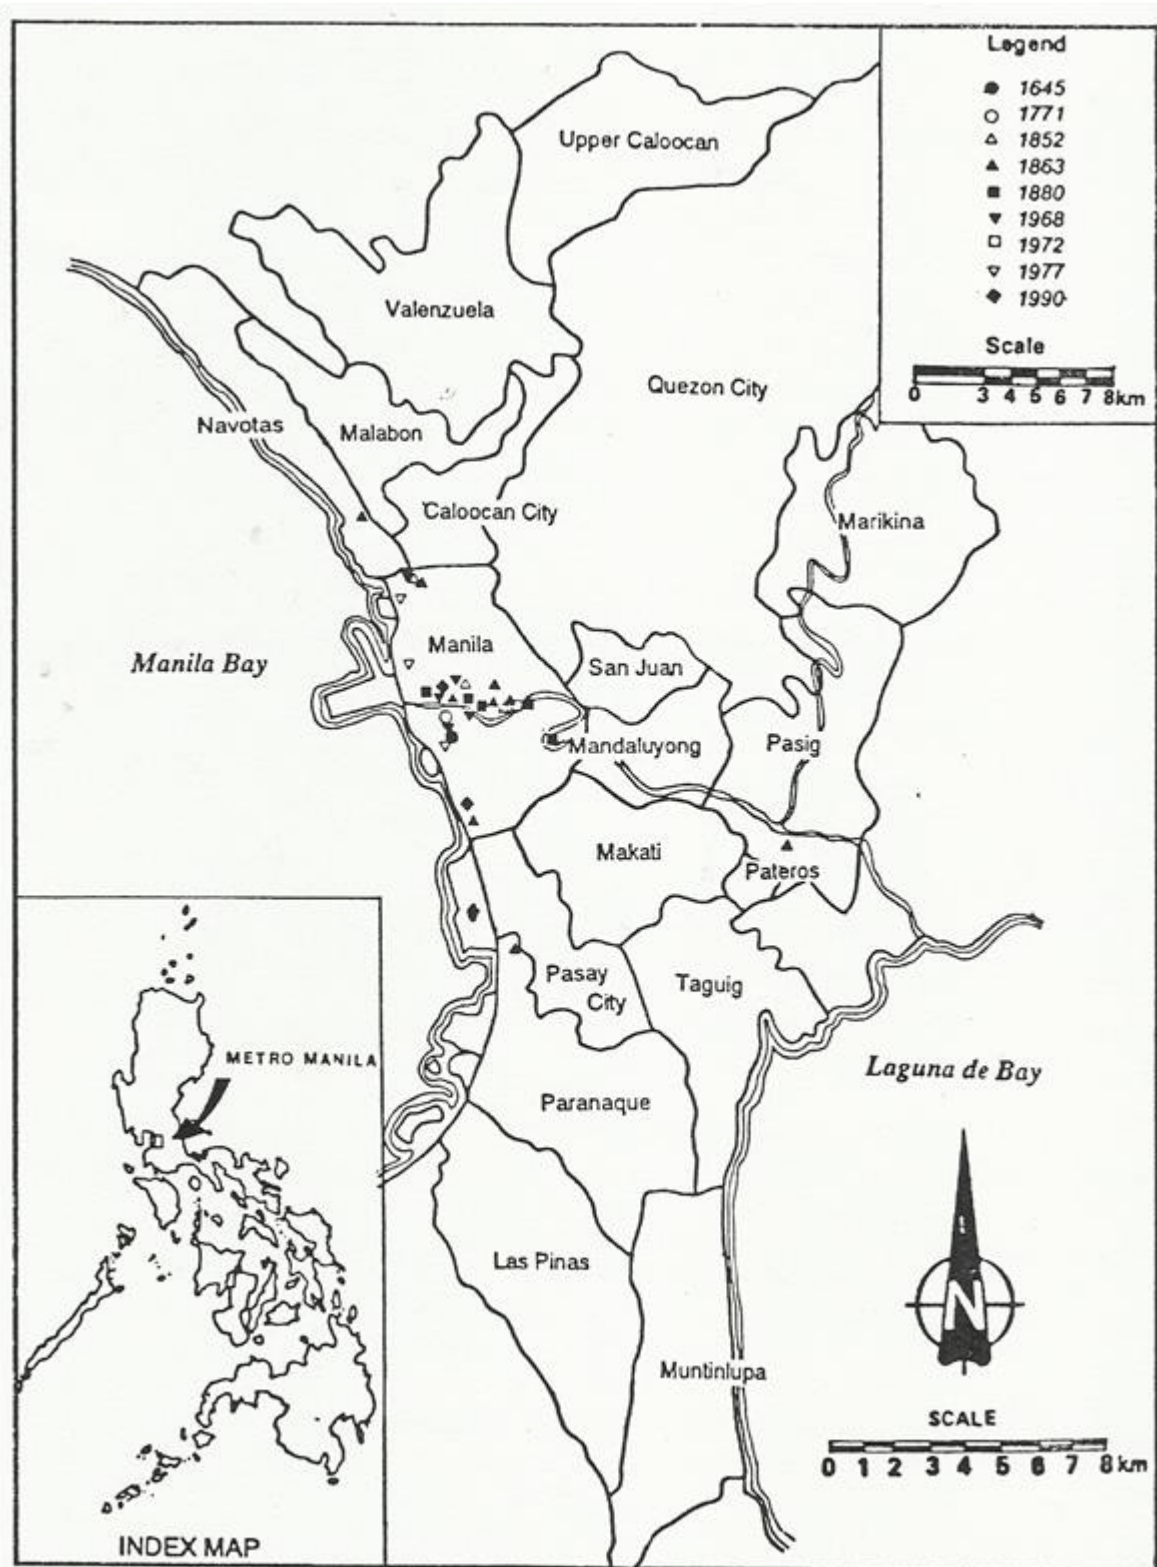 Legend
1645
1771
1852
1863
1880
1968
1972
1977
1990
Scale
0 3 4 5 6 7 8km
Upper Caloocan
Valenzuela
Quezon City
Navotas
Malabon
Caloocan City
Marikina
Manila Bay
Manila
San Juan
Mandaluyong
Pasig
Makati
Pateros
Pasay
City
Taguig
METRO MANILA
Laguna de Bay
Paranaque
Las Pinas
N
Muntinlupa
SCALE
0 1 2 3 4 5 6 7 8 km
INDEX MAP